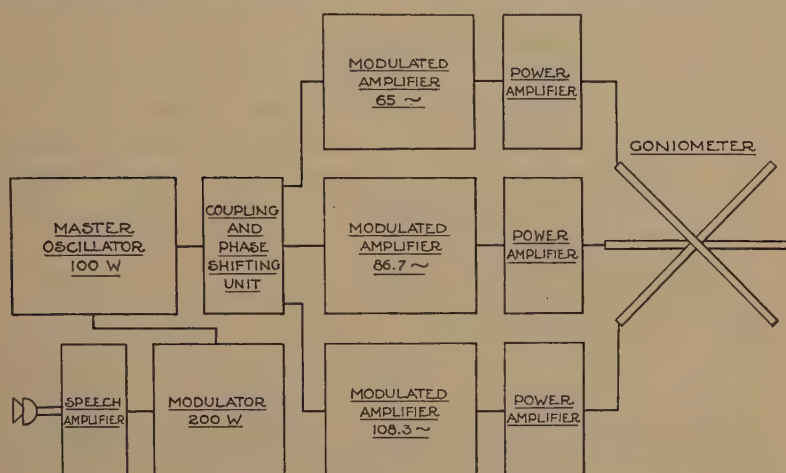 MODULATED
AMPLIFIER
65 ~
POWER
AMPLIFIER
GONIOMETER
MASTER
OSCILLATOR
100 W
COUPLING
AND
PHASE
SHIFTING
UNIT
MODULATED
AMPLIFIER
86.7 ~
POWER
AMPLIFIER
SPEECH
AMPLIFIER
MODULATOR
200 W
MODULATED
AMPLIFIER
108.3 ~
POWER
AMPLIFIER